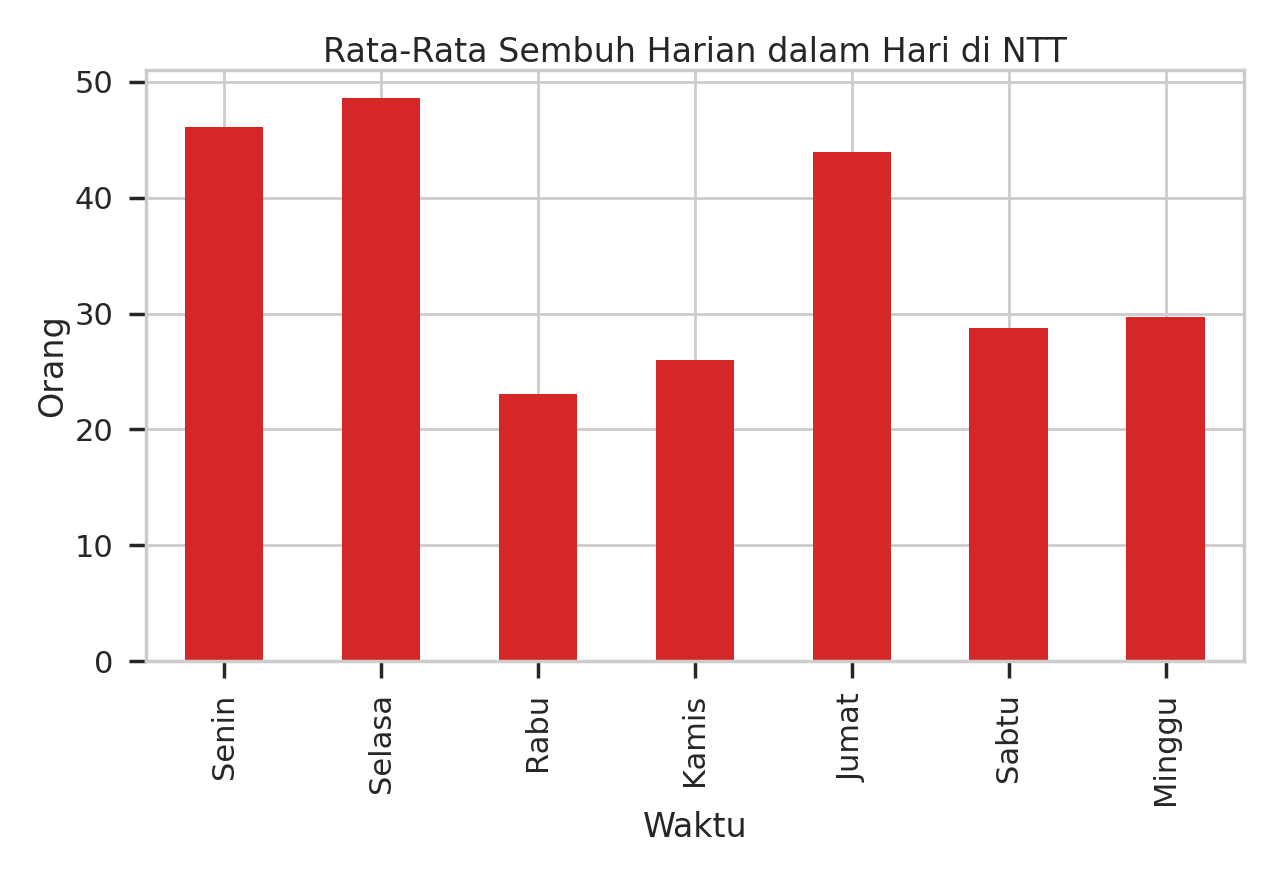 Rata-Rata Sembuh Harian dalam Hari di NTT
Orang
50
40
30
20
10
0
Senin
Selasa
Rabu
Kamis
Jumat
Sabtu
Minggu
Waktu